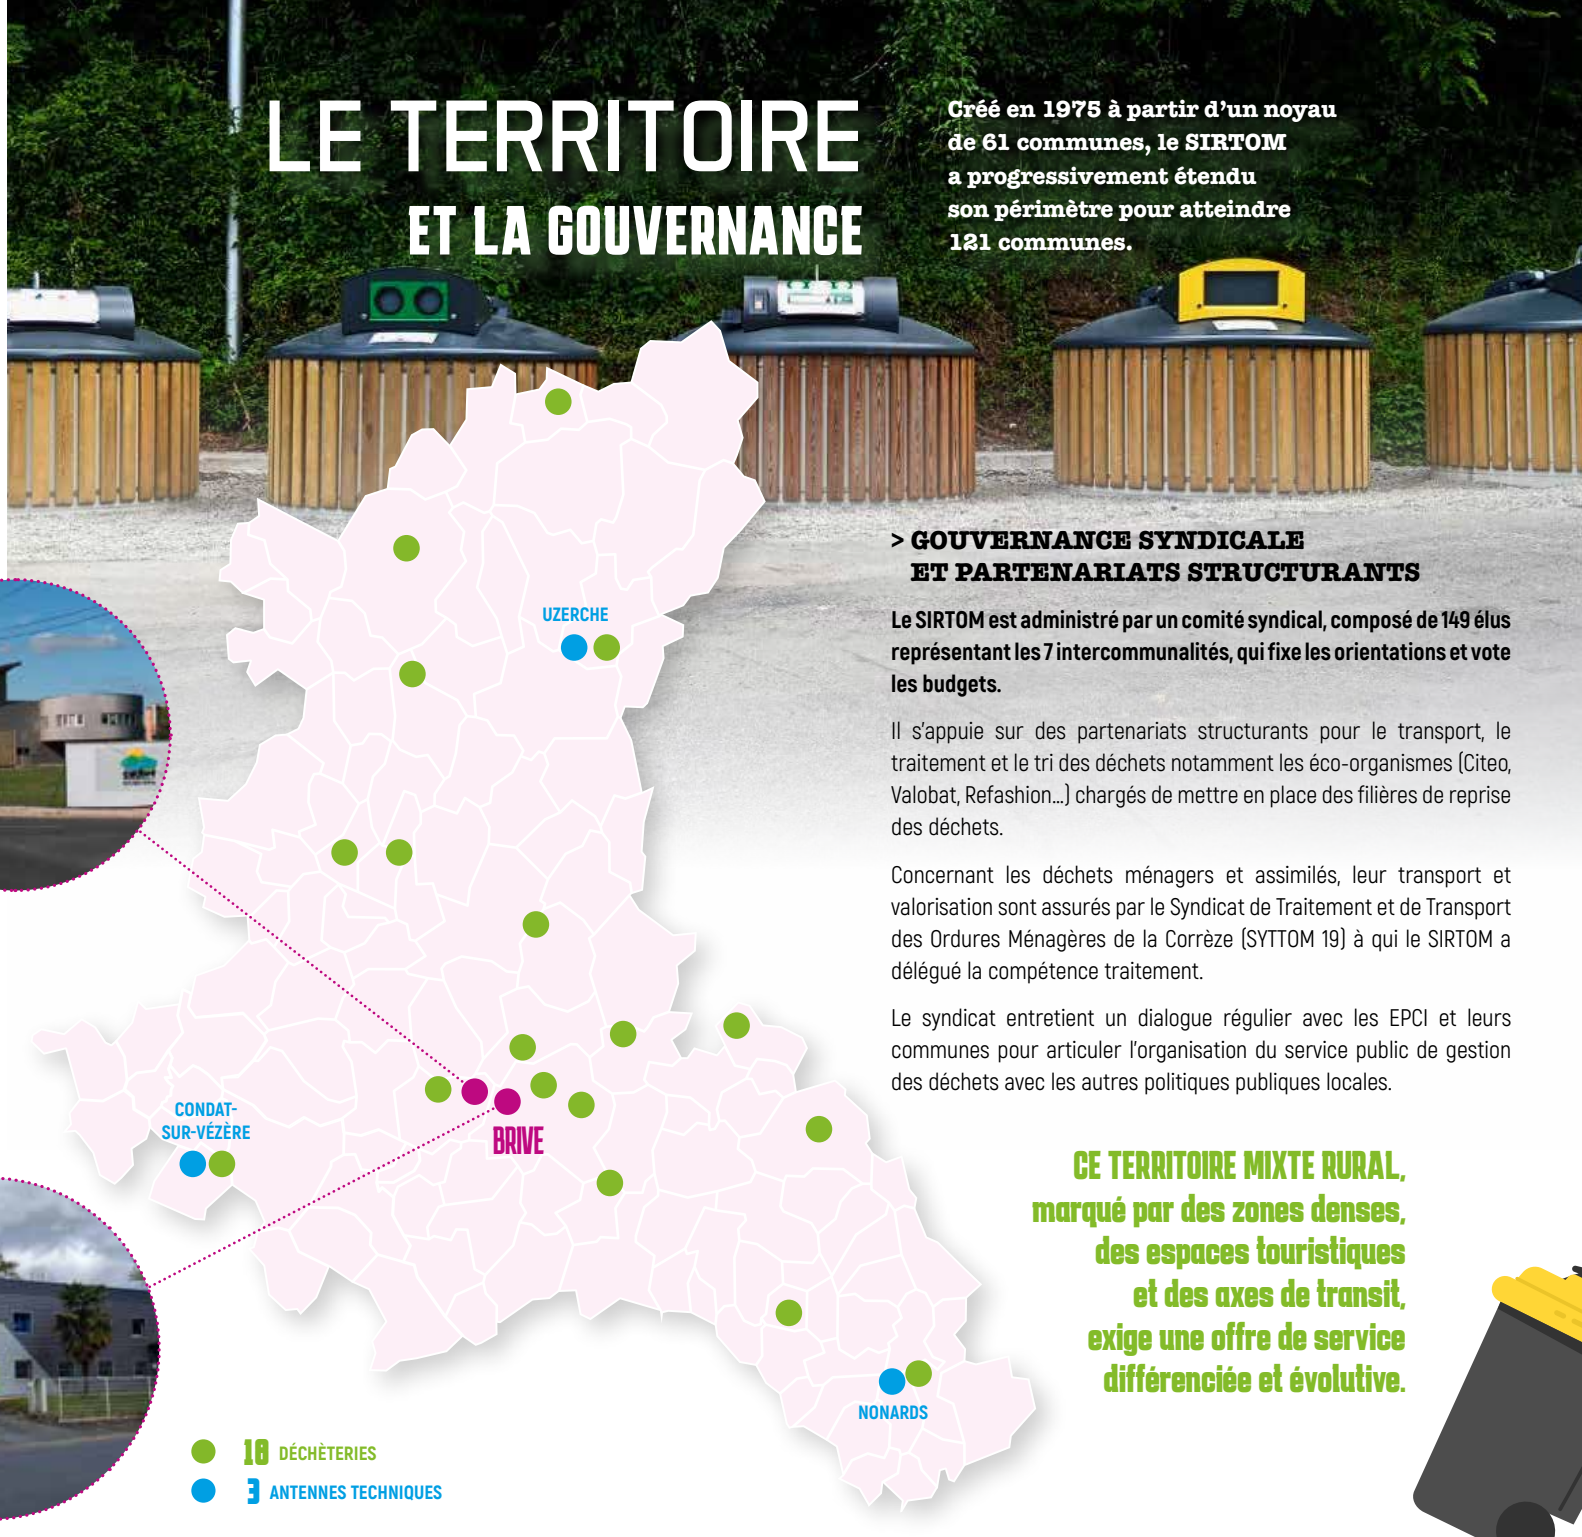 LE TERRITOIRE
ET LA GOUVERNANCE
Créé en 1975 à partir d'un noyau
de 61 communes, le SIRTOM
a progressivement étendu
son périmètre pour atteindre
121 communes.
> GOUVERNANCE SYNDICALE
ET PARTENARIATS STRUCTURANTS
Le SIRTOM est administré par un comité syndical, composé de 149 élus
représentant les 7 intercommunalités, qui fixe les orientations et vote
les budgets.
Il s'appuie sur des partenariats structurants pour le transport, le
traitement et le tri des déchets notamment les éco-organismes (Citeo,
Valobat, Refashion...) chargés de mettre en place des filières de reprise
des déchets.
Concernant les déchets ménagers et assimilés, leur transport et
valorisation sont assurés par le Syndicat de Traitement et de Transport
des Ordures Ménagères de la Corrèze (SYTTOM 19) à qui le SIRTOM a
délégué la compétence traitement.
Le syndicat entretient un dialogue régulier avec les EPCI et leurs
communes pour articuler l'organisation du service public de gestion
des déchets avec les autres politiques publiques locales.
CE TERRITOIRE MIXTE RURAL,
marqué par des zones denses,
des espaces touristiques
et des axes de transit,
exige une offre de service
différenciée et évolutive.
UZERCHE
CONDAT-
SUR-VÉZÈRE
BRIVE
NONARDS
18 DÉCHÈTERIES
3 ANTENNES TECHNIQUES